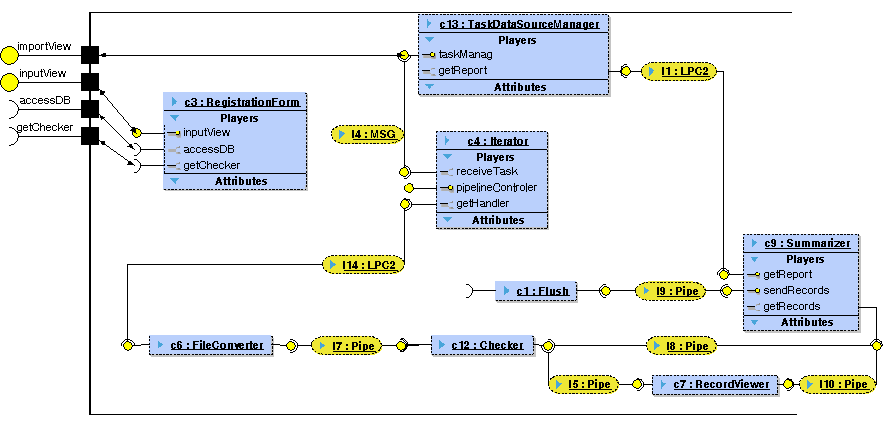 c13 : TaskDataSourceManager
Players
taskManag
getReport
Attributes
importView
inputView
accessDB
getChecker
l1 : LPC2
c3 : RegistrationForm
Players
inputView
accessDB
getChecker
Attributes
l4 : MSG
c4 : Iterator
Players
receiveTask
pipelineControler
getHandler
Attributes
c9 : Summarizer
Players
getReport
sendRecords
getRecords
Attributes
l14 : LPC2
c1 : Flush
l9 : Pipe
c6 : FileConverter
l7 : Pipe
c12 : Checker
l8 : Pipe
l5 : Pipe
c7 : RecordViewer
l10 : Pipe